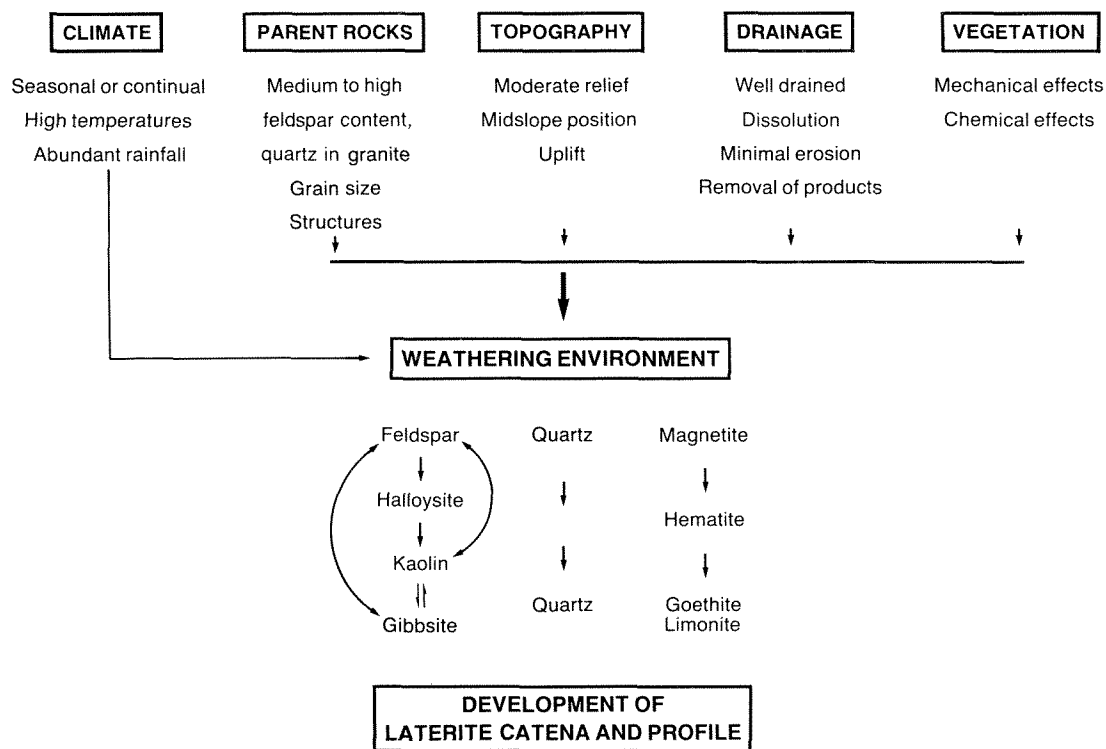 CLIMATE
Seasonal or continual
High temperatures
Abundant rainfall
PARENT ROCKS
Medium to high
feldspar content,
quartz in granite
Grain size
Structures
TOPOGRAPHY
Moderate relief
Midslope position
Uplift
DRAINAGE
Well drained
Dissolution
Minimal erosion
Removal of products
VEGETATION
Mechanical effects
Chemical effects
WEATHERING ENVIRONMENT
Feldspar
Halloysite
Kaolin
Gibbsite
Quartz
Quartz
Magnetite
Hematite
Goethite
Limonite
DEVELOPMENT OF
LATERITE CATENA AND PROFILE